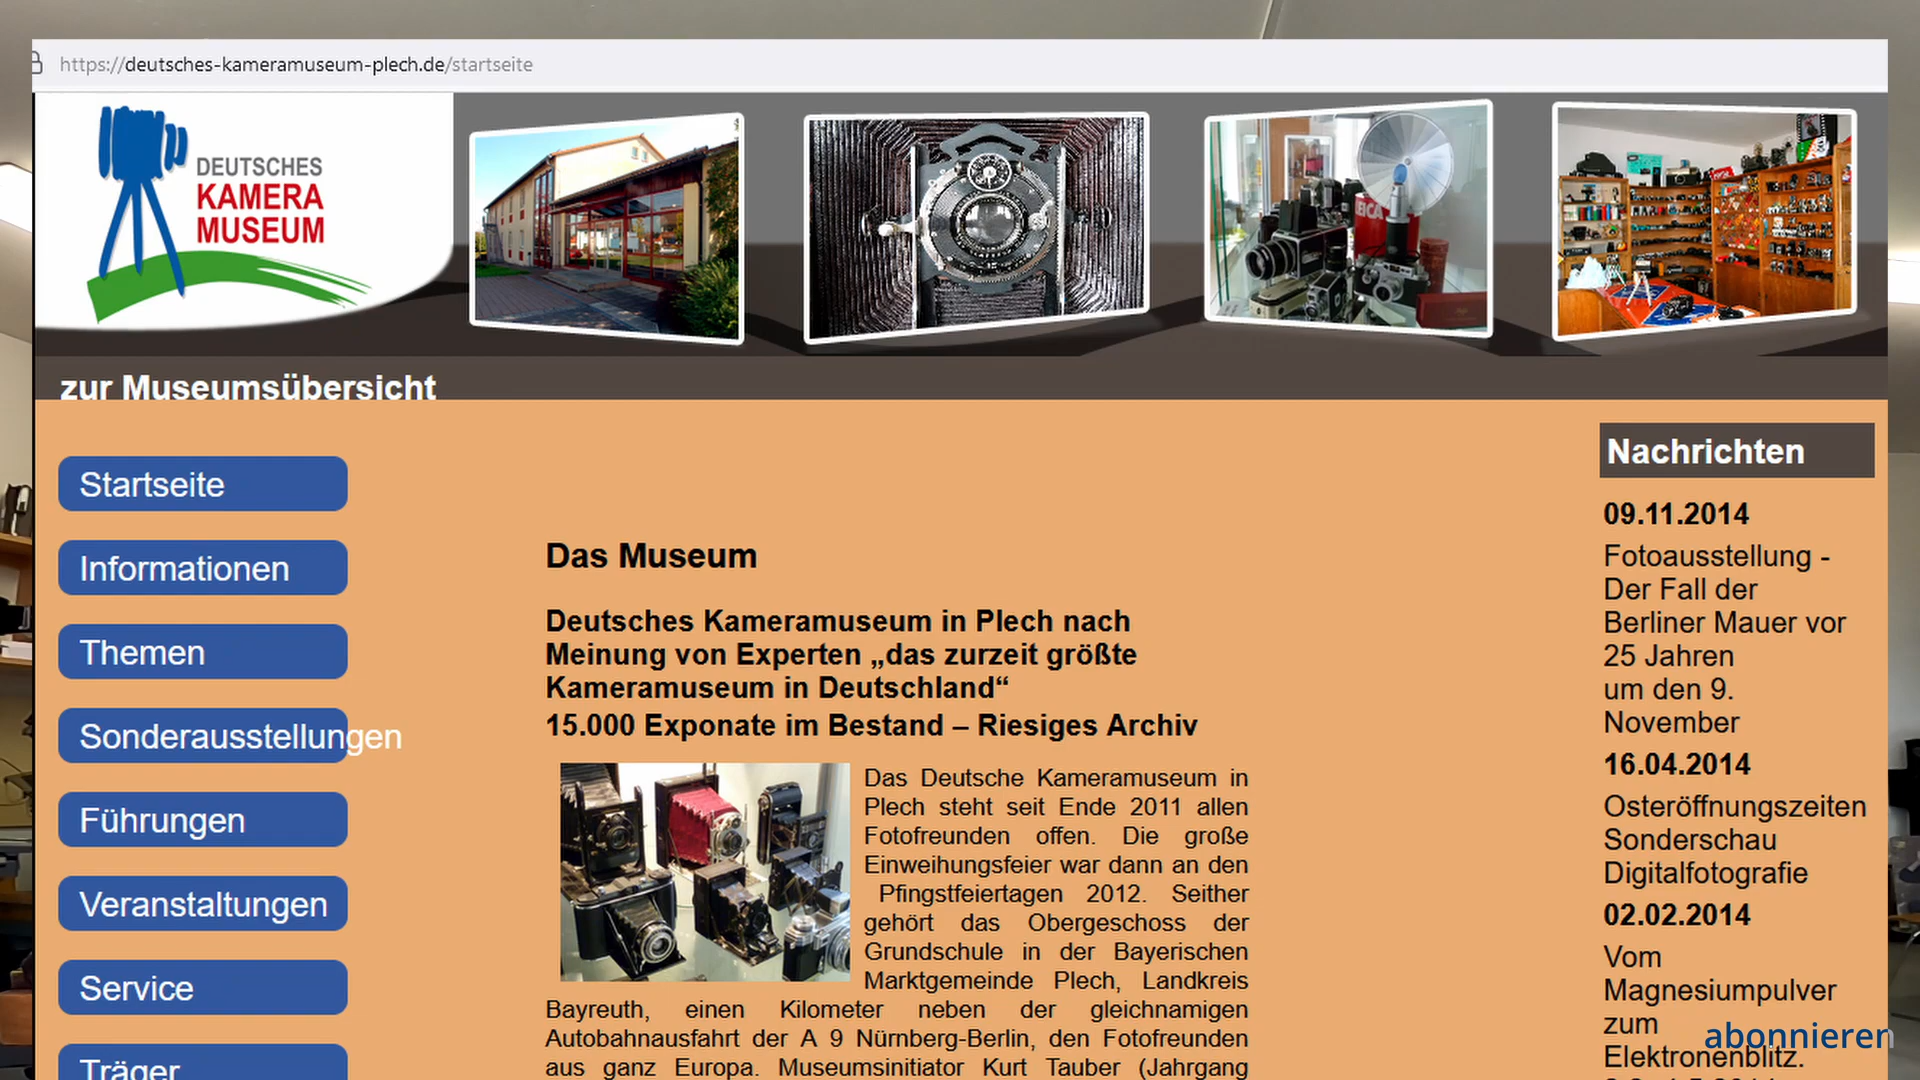 https://deutsches-kameramuseum-plech.de/startseite
DEUTSCHES
KAMERA
MUSEUM
EICA
zur Museumsübersicht
Startseite
Informationen
Themen
Sonderausstellungen
Führungen
Veranstaltungen
Service
Träger
Das Museum
Deutsches Kameramuseum in Plech nach
Meinung von Experten „das zurzeit größte
Kameramuseum in Deutschland“
15.000 Exponate im Bestand – Riesiges Archiv
Das Deutsche Kameramuseum in
Plech steht seit Ende 2011 allen
Fotofreunden offen. Die große
Einweihungsfeier war dann an den
Pfingstfeiertagen 2012. Seither
gehört das Obergeschoss der
Grundschule in der Bayerischen
Marktgemeinde Plech, Landkreis
Bayreuth, einen Kilometer neben der gleichnamigen
Autobahnausfahrt der A 9 Nürnberg-Berlin, den Fotofreunden
aus ganz Europa. Museumsinitiator Kurt Tauber (Jahrgang
Nachrichten
09.11.2014
Fotoausstellung -
Der Fall der
Berliner Mauer vor
25 Jahren
um den 9.
November
16.04.2014
Osteröffnungszeiten
Sonderschau
Digitalfotografie
02.02.2014
Vom
Magnesiumpulver
zum
Elektronenblitz.
abonnieren